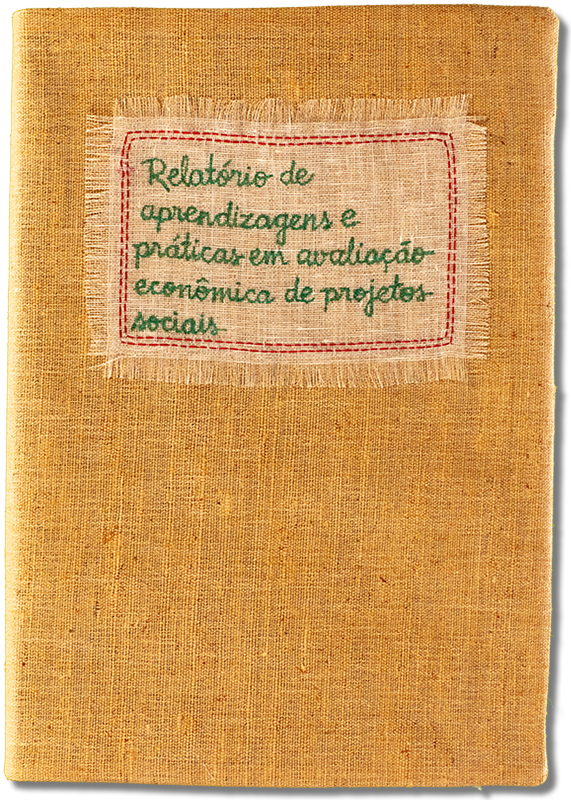 Relatório de
aprendizagens e
práticas em avaliação
econômica de projetos
sociais